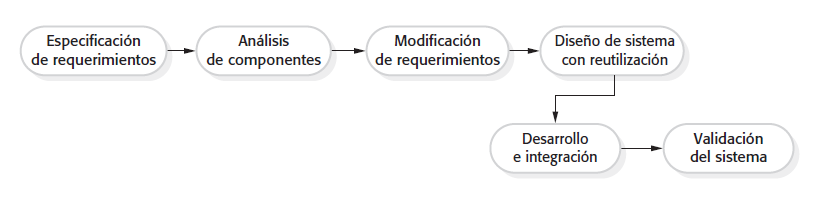 Especificación
de requerimientos
Análisis
de componentes
Modificación
de requerimientos
Diseño de sistema
con reutilización
Desarrollo
e integración
Validación
del sistema